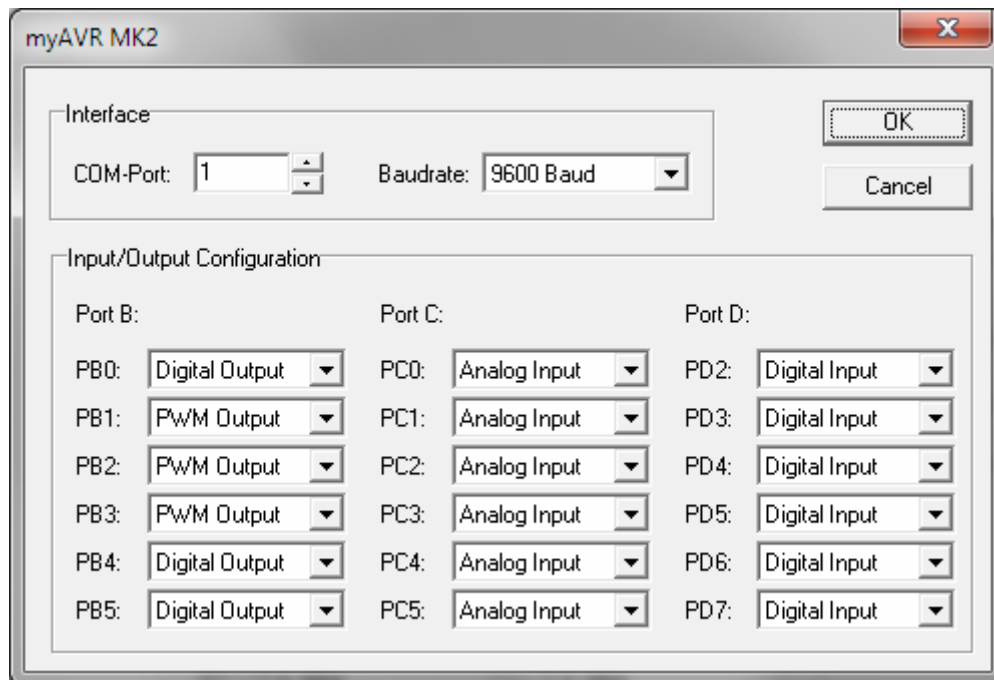 myAVR MK2
Interface
COM-Port: 1 Baudrate: 9600 Baud
OK
Cancel
Input/Output Configuration
Port B: Port C: Port D:
PB0: Digital Output PC0: Analog Input PD2: Digital Input
PB1: PWM Output PC1: Analog Input PD3: Digital Input
PB2: PWM Output PC2: Analog Input PD4: Digital Input
PB3: PWM Output PC3: Analog Input PD5: Digital Input
PB4: Digital Output PC4: Analog Input PD6: Digital Input
PB5: Digital Output PC5: Analog Input PD7: Digital Input